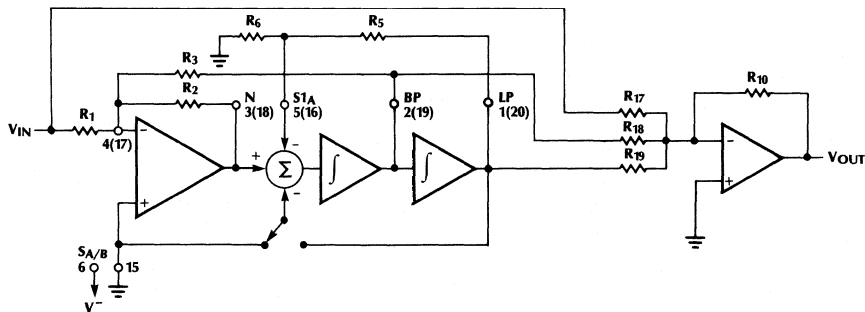 R6
R5
R3
R2
N
3(18)
S1A
5(16)
BP
2(19)
LP
1(20)
R17
R10
R1
VIN
4(17)
R18
R19
VOUT
−
+
+
−
Σ
−
∫
∫
−
+
SA/B
6
15
V−